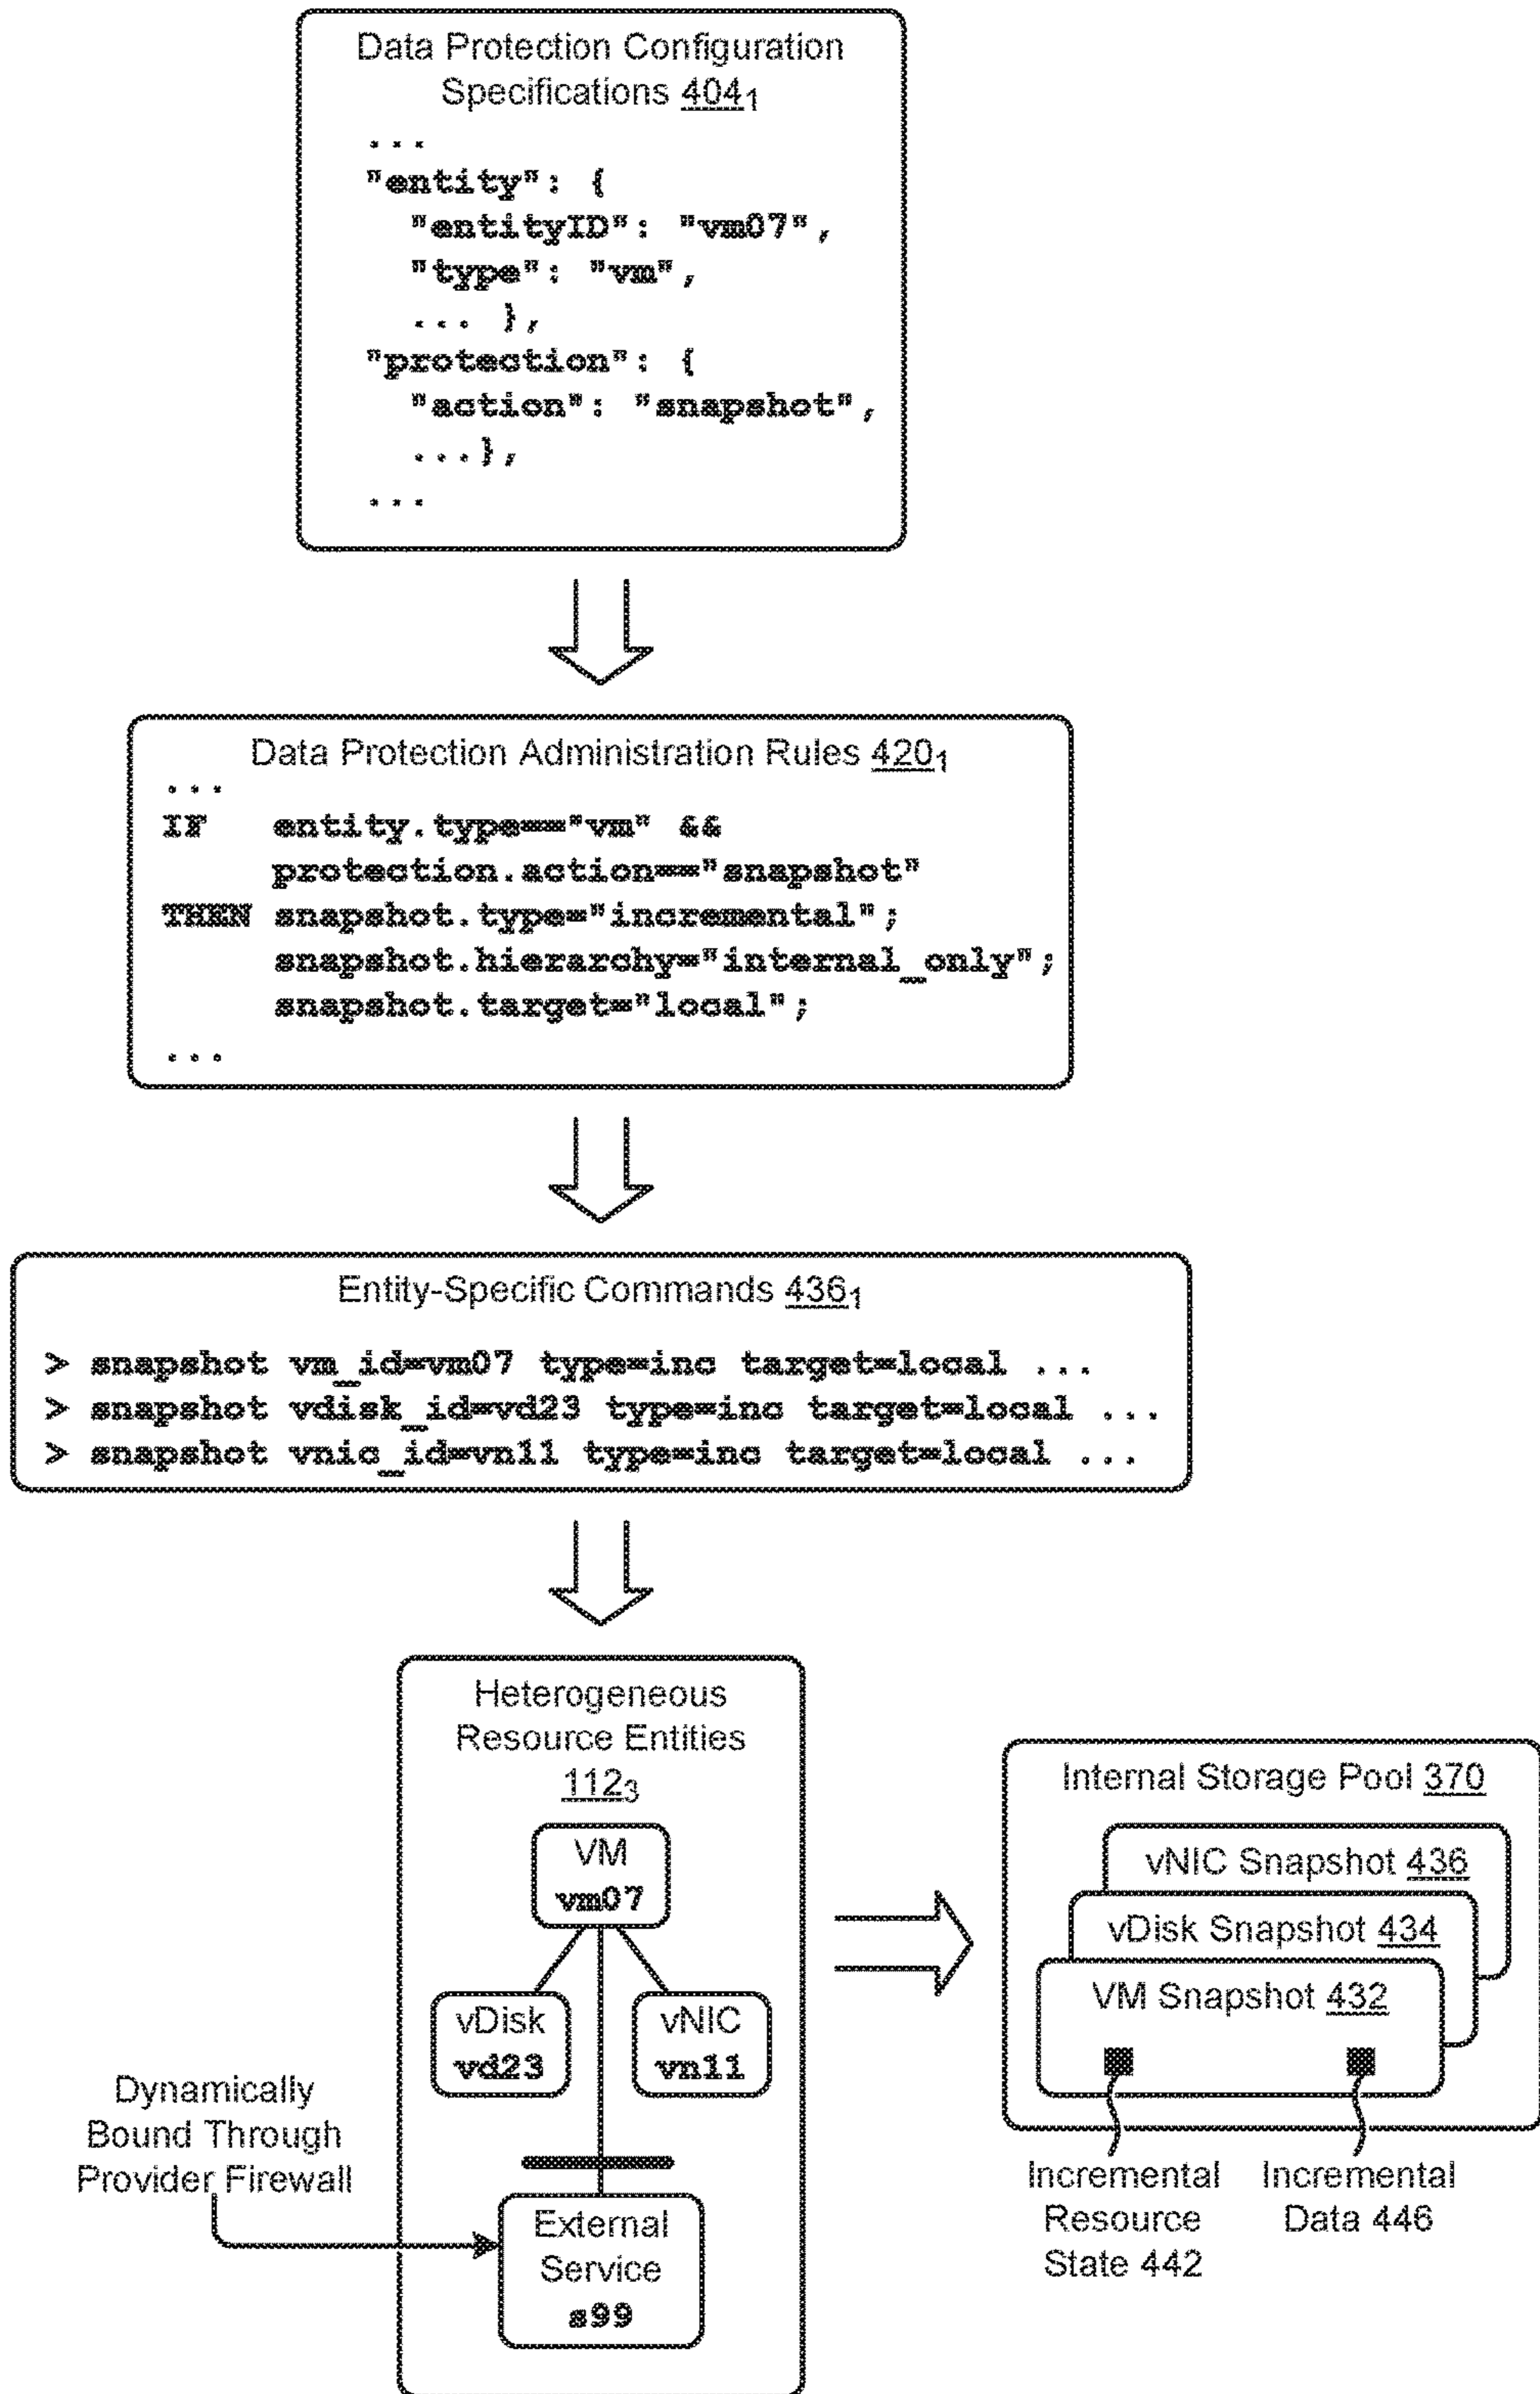 Data Protection Configuration
Specifications 404₁
...
"entity": {
"entityID": "vm07",
"type": "vm",
... },
"protection": {
"action": "snapshot",
...},
...
Data Protection Administration Rules 420₁
...
IF entity.type=="vm" &&
protection.action=="snapshot"
THEN snapshot.type="incremental";
snapshot.hierarchy="internal_only";
snapshot.target="local";
...
Entity-Specific Commands 436₁
> snapshot vm_id=vm07 type=inc target=local ...
> snapshot vdisk_id=vd23 type=inc target=local ...
> snapshot vnic_id=vn11 type=inc target=local ...
Heterogeneous
Resource Entities
112₃
VM
vm07
vDisk
vd23
vNIC
vn11
Dynamically
Bound Through
Provider Firewall
External
Service
s99
Internal Storage Pool 370
vNIC Snapshot 436
vDisk Snapshot 434
VM Snapshot 432
Incremental
Resource
State 442
Incremental
Data 446